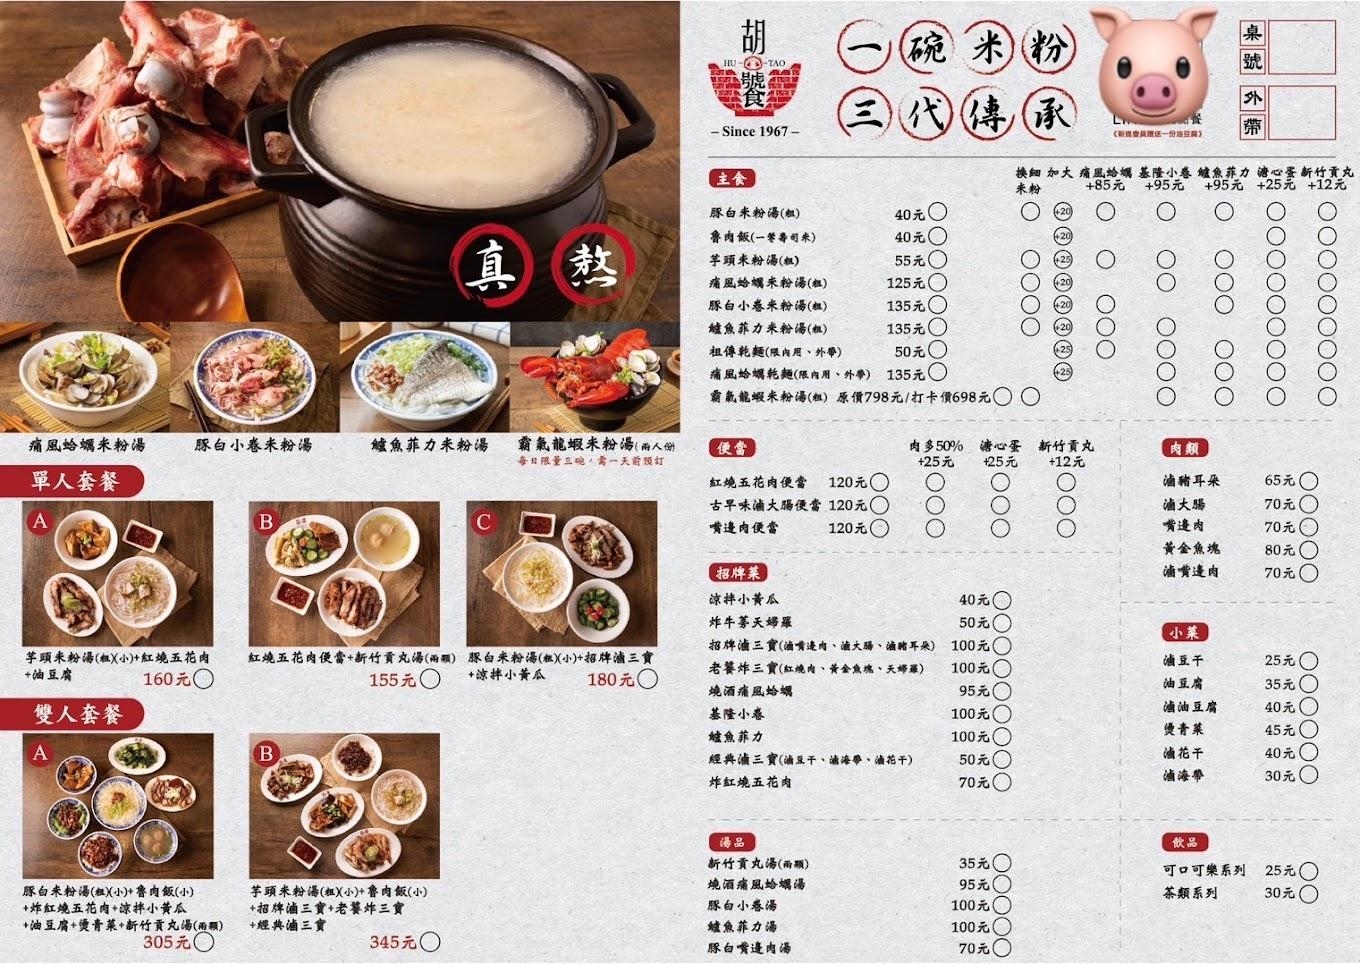 真熬
痛風蛤蠣米粉湯
豚白小卷米粉湯
鱸魚菲力米粉湯
霸氣龍蝦米粉湯(兩人份)
每日限量三碗，需一天前預訂
單人套餐
A
芋頭米粉湯(粗)(小)+紅燒五花肉
+油豆腐 160元
B
紅燒五花肉便當+新竹貢丸湯(兩顆)
155元
C
豚白米粉湯(粗)(小)+招牌滷三寶
+涼拌小黃瓜 180元
雙人套餐
A
豚白米粉湯(粗)(小)+魯肉飯(小)
+炸紅燒五花肉+涼拌小黃瓜
+油豆腐+燙青菜+新竹貢丸湯(兩顆)
305元
B
芋頭米粉湯(粗)(小)+魯肉飯(小)
+招牌滷三寶+老饕炸三寶
+經典滷三寶
345元
胡
HU TAO
號餮
– Since 1967 –
一碗米粉
三代傳承
《新進會員贈送一份油豆腐》
桌號
外帶
主食
換細米粉 加大 痛風蛤蠣 基隆小卷 鱸魚菲力 溏心蛋 新竹貢丸
+85元 +95元 +95元 +25元 +12元
豚白米粉湯(粗) 40元 +20
魯肉飯(一等壽司米) 40元 +20
芋頭米粉湯(粗) 55元 +25
痛風蛤蠣米粉湯(粗) 125元 +20
豚白小卷米粉湯(粗) 135元 +20
鱸魚菲力米粉湯(粗) 135元 +20
祖傳乾麵(限內用、外帶) 50元 +25
痛風蛤蠣乾麵(限內用、外帶) 135元 +25
霸氣龍蝦米粉湯(粗) 原價798元/打卡價698元
便當
肉多50% 溏心蛋 新竹貢丸
+25元 +25元 +12元
紅燒五花肉便當 120元
古早味滷大腸便當 120元
嘴邊肉便當 120元
招牌菜
涼拌小黃瓜 40元
炸牛蒡天婦羅 50元
招牌滷三寶(滷嘴邊肉、滷大腸、滷豬耳朵) 100元
老饕炸三寶(紅燒肉、黃金魚塊、天婦羅) 100元
燒酒痛風蛤蠣 95元
基隆小卷 100元
鱸魚菲力 100元
經典滷三寶(滷豆干、滷海帶、滷花干) 50元
炸紅燒五花肉 70元
湯品
新竹貢丸湯(兩顆) 35元
燒酒痛風蛤蠣湯 95元
豚白小卷湯 100元
鱸魚菲力湯 100元
豚白嘴邊肉湯 70元
肉類
滷豬耳朵 65元
滷大腸 70元
嘴邊肉 70元
黃金魚塊 80元
滷嘴邊肉 70元
小菜
滷豆干 25元
油豆腐 35元
滷油豆腐 40元
燙青菜 45元
滷花干 40元
滷海帶 30元
飲品
可口可樂系列 25元
茶類系列 30元